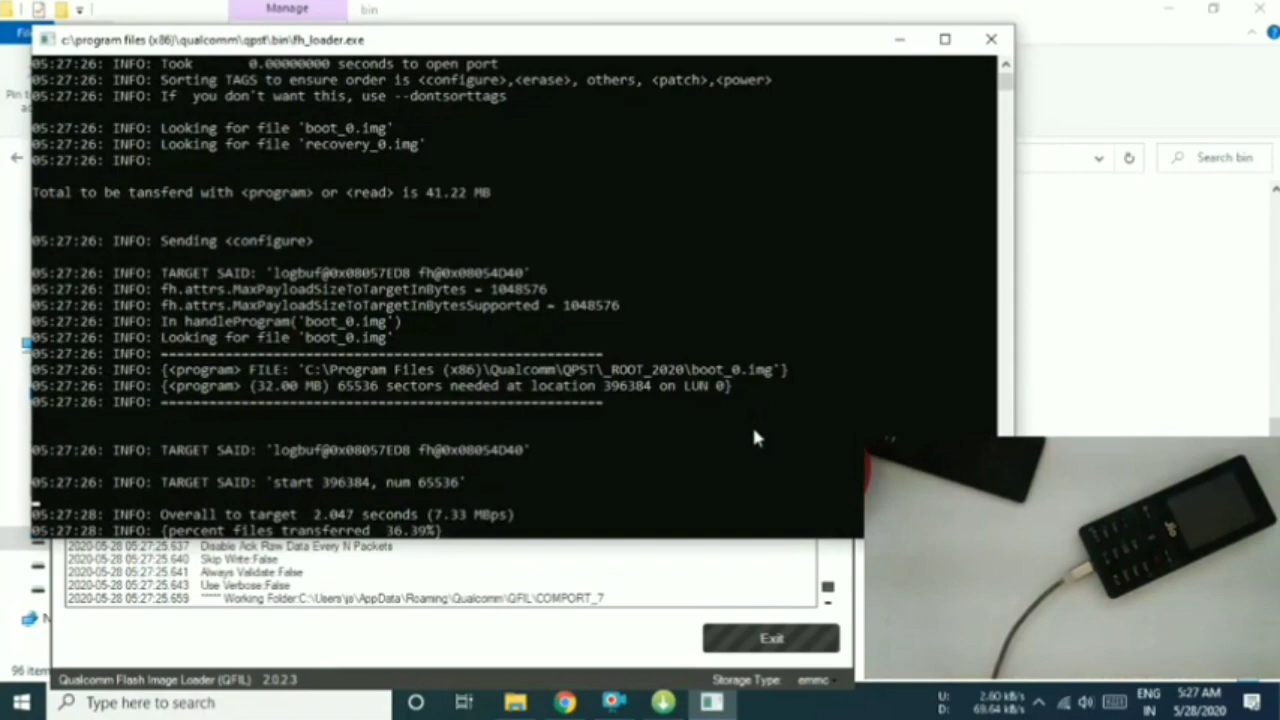 Manage
bin
c:\program files (x86)\qualcomm\qpst\bin\fh_loader.exe
05:27:26: INFO: Took 0.00000000 seconds to open port
05:27:26: INFO: Sorting TAGS to ensure order is <configure>,<erase>, others, <patch>,<power>
05:27:26: INFO: If you don't want this, use --dontsorttags
05:27:26: INFO: Looking for file 'boot_0.img'
05:27:26: INFO: Looking for file 'recovery_0.img'
05:27:26: INFO:
Total to be tansferd with <program> or <read> is 41.22 MB
05:27:26: INFO: Sending <configure>
05:27:26: INFO: TARGET SAID: 'logbuf@0x08057ED8 fh@0x08054D40'
05:27:26: INFO: fh.attrs.MaxPayloadSizeToTargetInBytes = 1048576
05:27:26: INFO: fh.attrs.MaxPayloadSizeToTargetInBytesSupported = 1048576
05:27:26: INFO: In handleProgram('boot_0.img')
05:27:26: INFO: Looking for file 'boot_0.img'
05:27:26: INFO: =======================================================
05:27:26: INFO: {<program> FILE: 'C:\Program Files (x86)\Qualcomm\QPST\_ROOT_2020\boot_0.img'}
05:27:26: INFO: {<program> (32.00 MB) 65536 sectors needed at location 396384 on LUN 0}
05:27:26: INFO: =======================================================
05:27:26: INFO: TARGET SAID: 'logbuf@0x08057ED8 fh@0x08054D40'
05:27:26: INFO: TARGET SAID: 'start 396384, num 65536'
05:27:28: INFO: Overall to target 2.047 seconds (7.33 MBps)
05:27:28: INFO: {percent files transferred 36.39%}
Search bin
2020-05-28 05:27:25.637 Disable Ack Raw Data Every N Packets
2020-05-28 05:27:25.640 Skip Write:False
2020-05-28 05:27:25.641 Always Validate:False
2020-05-28 05:27:25.643 Use Verbose:False
2020-05-28 05:27:25.659 ***** Working Folder:C:\Users\js\AppData\Roaming\Qualcomm\QFIL\COMPORT_7
Exit
96 item
Qualcomm Flash Image Loader (QFIL) 2.0.2.3
Storage Type: emmc
Jio
Type here to search
U: 2.60 kB/s
D: 69.64 kB/s
ENG
IN
5:27 AM
5/28/2020